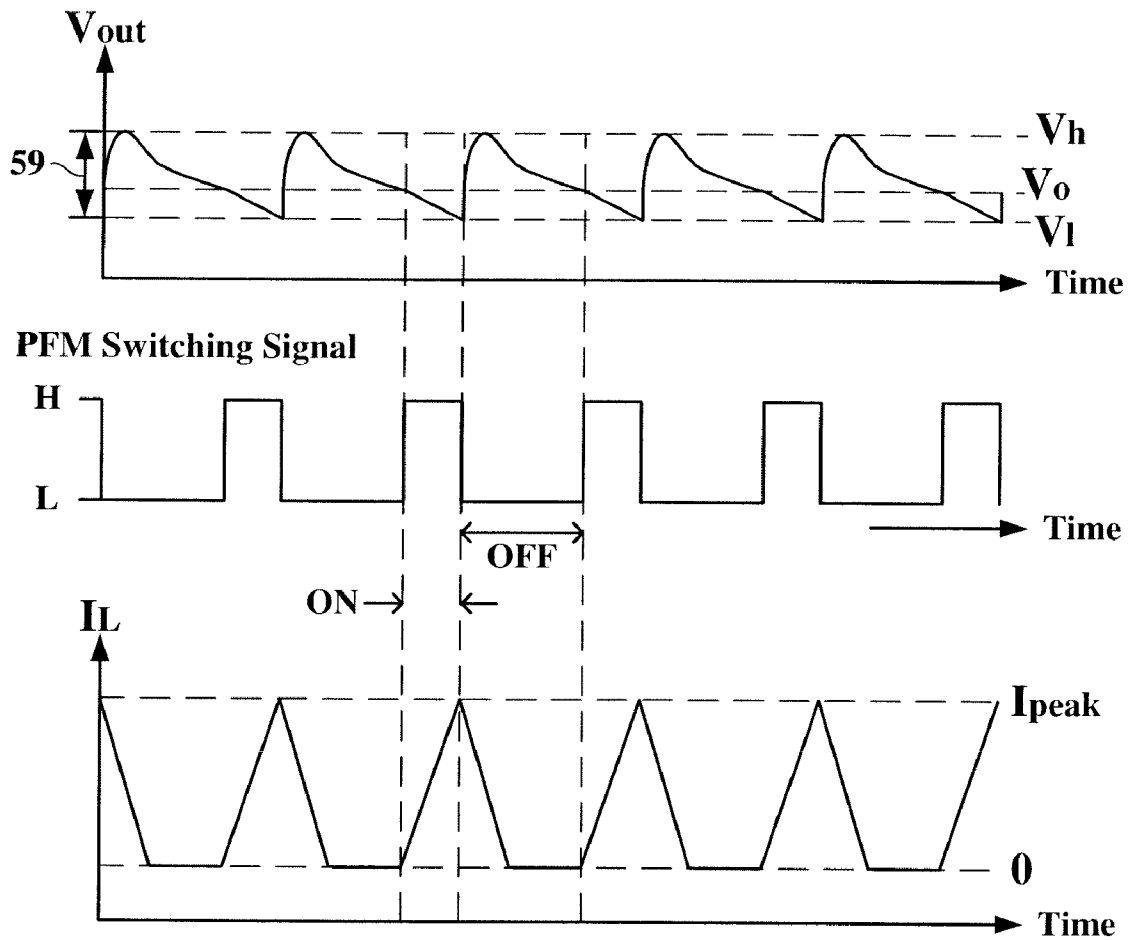 Vout
Vh
59
Vo
Vl
Time
PFM Switching Signal
H
L
Time
OFF
ON
IL
Ipeak
0
Time